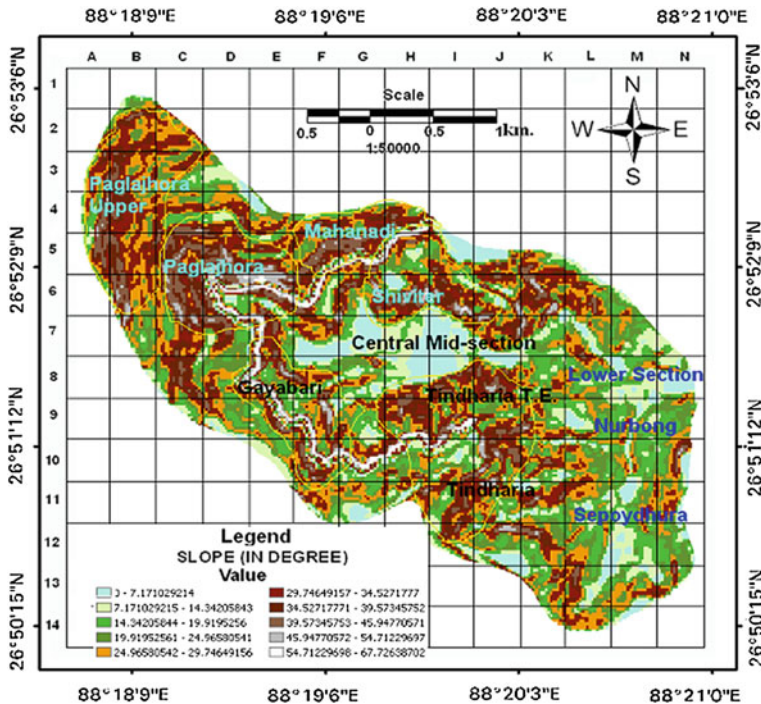 88°18'9"E 88°19'6"E 88°20'3"E 88°21'0"E
A B C D E F G H I J K L M N
26°53'6"N 1 26°53'6"N
Scale
N
0.5 0 0.5 1km.
W E
1:50000
S
2
3
Paglajhora
Upper
4
Mahanadi
5
26°52'9"N Paglajhora 26°52'9"N
6
Shivitar
7
Central Mid-section
8 Lower Section
Gayabari Tindharia T.E.
9
Nurbong
26°51'12"N 26°51'12"N
10
Tindharia
11
Sepoydhura
Legend
12
SLOPE (IN DEGREE)
Value
13
0 - 7.171029214 29.74649157 - 34.5271777
7.171029215 - 14.34205843 34.52717771 - 39.57345752
14.34205844 - 19.9195256 39.57345753 - 45.94770571
19.91952561 - 24.96580541 45.94770572 - 54.71229697
24.96580542 - 29.74649156 54.71229698 - 67.72638702
26°50'15"N 14 26°50'15"N
88°18'9"E 88°19'6"E 88°20'3"E 88°21'0"E